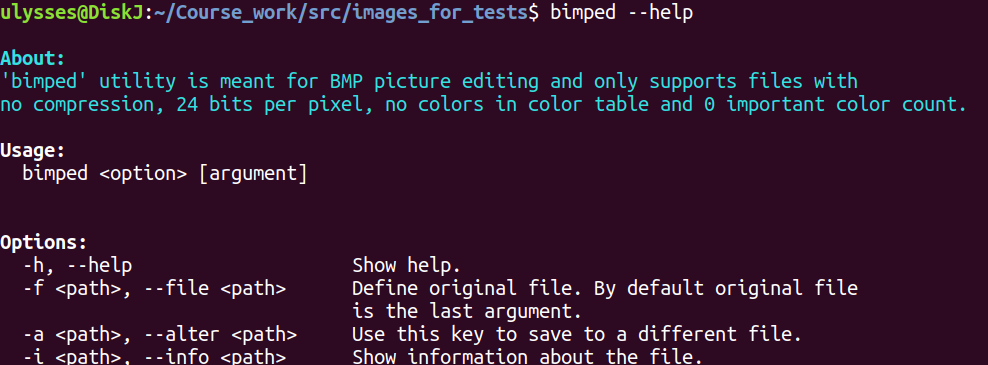 ulysses@DiskJ:~/Course_work/src/images_for_tests$ bimped --help
About:
'bimped' utility is meant for BMP picture editing and only supports files with
no compression, 24 bits per pixel, no colors in color table and 0 important color count.
Usage:
bimped <option> [argument]
Options:
-h, --help Show help.
-f <path>, --file <path> Define original file. By default original file
is the last argument.
-a <path>, --alter <path> Use this key to save to a different file.
-i <path>, --info <path> Show information about the file.